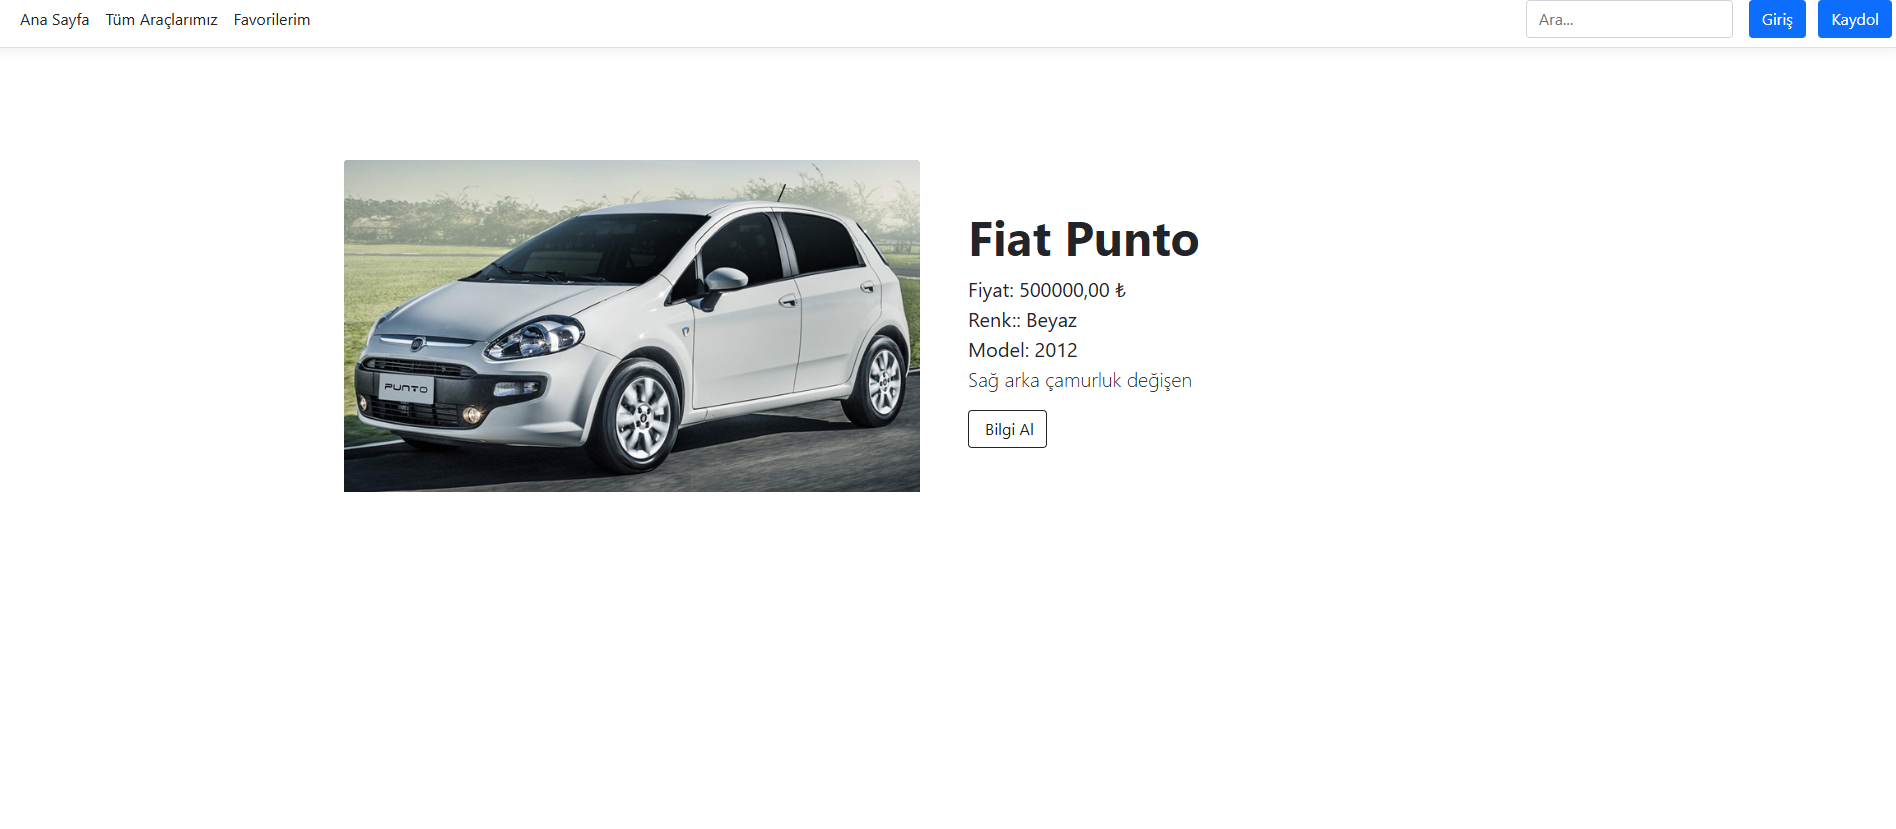 Ana Sayfa Tüm Araçlarımız Favorilerim Ara... Giriş Kaydol
PUNTO
Fiat Punto
Fiyat: 500000,00 ₺
Renk:: Beyaz
Model: 2012
Sağ arka çamurluk değişen
Bilgi Al